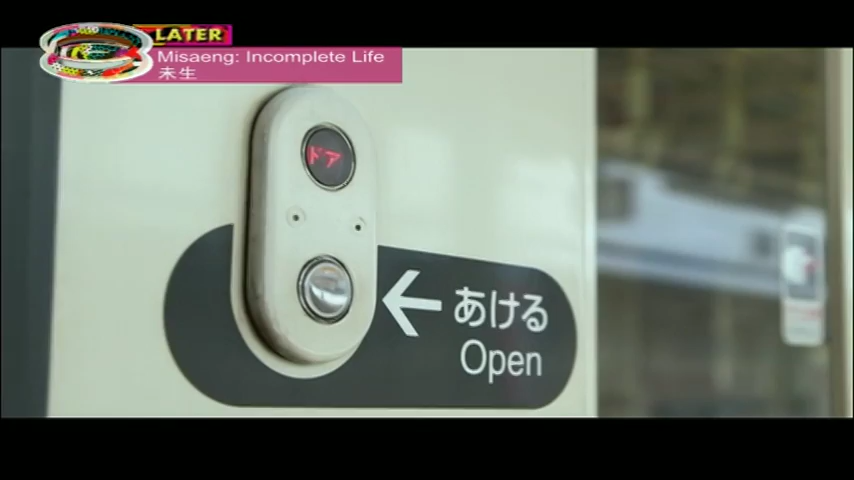 LATER
Misaeng: Incomplete Life
未生
ドア
あける
Open